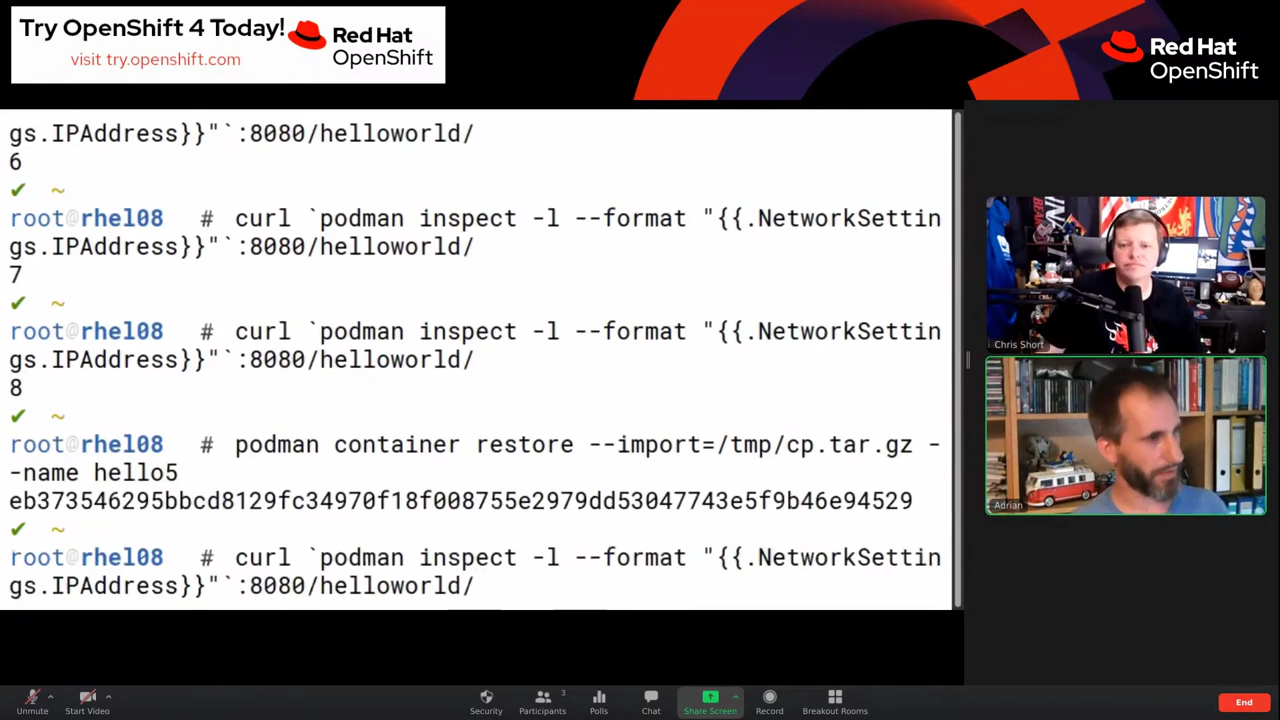 Try OpenShift 4 Today!
visit try.openshift.com
Red Hat
OpenShift
Red Hat
OpenShift
gs.IPAddress}}"`:8080/helloworld/
6
✔ ~
root@rhel08 # curl `podman inspect -l --format "{{.NetworkSettin
gs.IPAddress}}"`:8080/helloworld/
7
✔ ~
root@rhel08 # curl `podman inspect -l --format "{{.NetworkSettin
gs.IPAddress}}"`:8080/helloworld/
8
✔ ~
root@rhel08 # podman container restore --import=/tmp/cp.tar.gz -
-name hello5
eb373546295bbcd8129fc34970f18f008755e2979dd53047743e5f9b46e94529
✔ ~
root@rhel08 # curl `podman inspect -l --format "{{.NetworkSettin
gs.IPAddress}}"`:8080/helloworld/
Chris Short
Adrian
Unmute
Start Video
Security
Participants
3
Polls
Chat
Share Screen
Record
Breakout Rooms
End